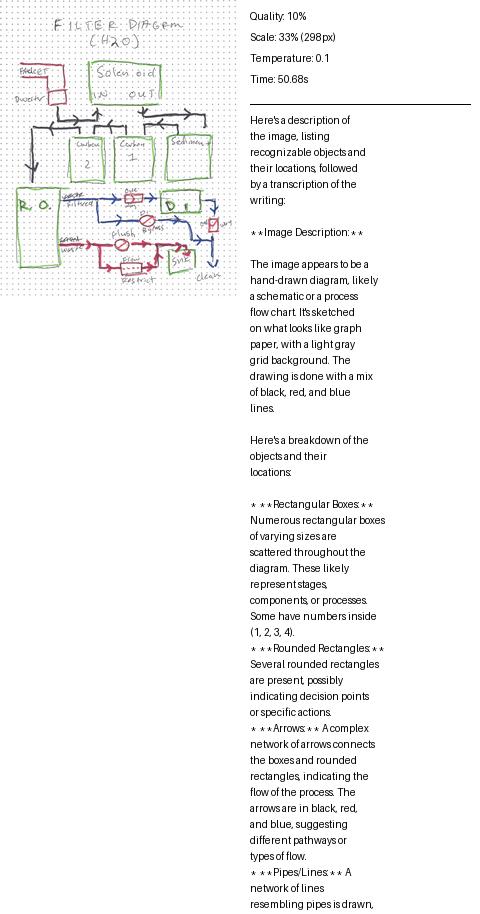 FILTER DIAGRAM
(H2O)
FAUCET
Diverter
Solenoid
IN OUT
Carbon
2
Carbon
1
Sediment
R.O.
Filtered
D.I.
Flush
Bypass
waste
Flow
Restrict
Sink
Clean
Quality: 10%
Scale: 33% (298px)
Temperature: 0.1
Time: 50.68s
Here's a description of
the image, listing
recognizable objects and
their locations, followed
by a transcription of the
writing:
**Image Description:**
The image appears to be a
hand-drawn diagram, likely
a schematic or a process
flow chart. It's sketched
on what looks like graph
paper, with a light gray
grid background. The
drawing is done with a mix
of black, red, and blue
lines.
Here's a breakdown of the
objects and their
locations:
* **Rectangular Boxes:**
Numerous rectangular boxes
of varying sizes are
scattered throughout the
diagram. These likely
represent stages,
components, or processes.
Some have numbers inside
(1, 2, 3, 4).
* **Rounded Rectangles:**
Several rounded rectangles
are present, possibly
indicating decision points
or specific actions.
* **Arrows:** A complex
network of arrows connects
the boxes and rounded
rectangles, indicating the
flow of the process. The
arrows are in black, red,
and blue, suggesting
different pathways or
types of flow.
* **Pipes/Lines:** A
network of lines
resembling pipes is drawn,